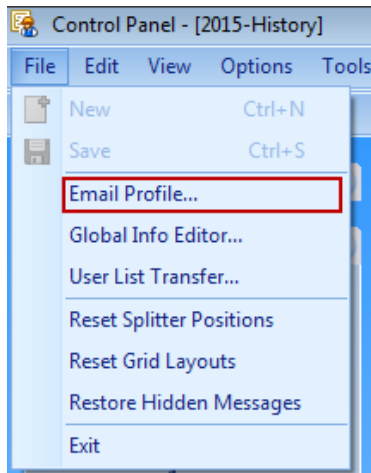 Control Panel - [2015-History]
File Edit View Options Tools
New Ctrl+N
Save Ctrl+S
Email Profile...
Global Info Editor...
User List Transfer...
Reset Splitter Positions
Reset Grid Layouts
Restore Hidden Messages
Exit